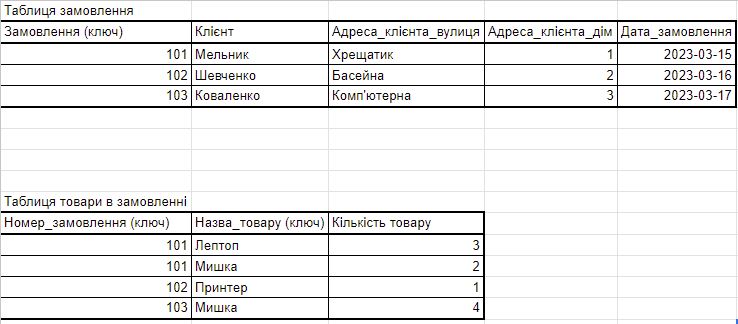 Таблиця замовлення
Замовлення (ключ) Клієнт Адреса_клієнта_вулиця Адреса_клієнта_дім Дата_замовлення
101 Мельник Хрещатик 1 2023-03-15
102 Шевченко Басейна 2 2023-03-16
103 Коваленко Комп'ютерна 3 2023-03-17
Таблиця товари в замовленні
Номер_замовлення (ключ) Назва_товару (ключ) Кількість товару
101 Лептоп 3
101 Мишка 2
102 Принтер 1
103 Мишка 4